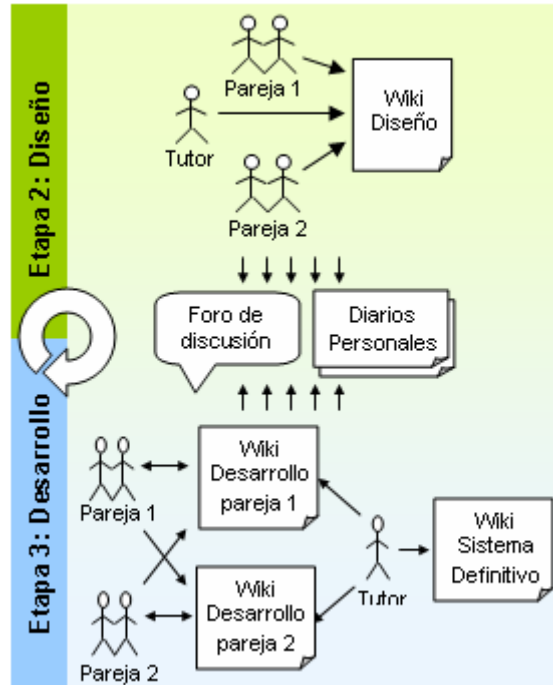 Etapa 2: Diseño
Pareja 1
Wiki
Diseño
Tutor
Pareja 2
Foro de
discusión
Diarios
Personales
Etapa 3: Desarrollo
Pareja 1
Wiki
Desarrollo
pareja 1
Tutor
Wiki
Sistema
Definitivo
Pareja 2
Wiki
Desarrollo
pareja 2